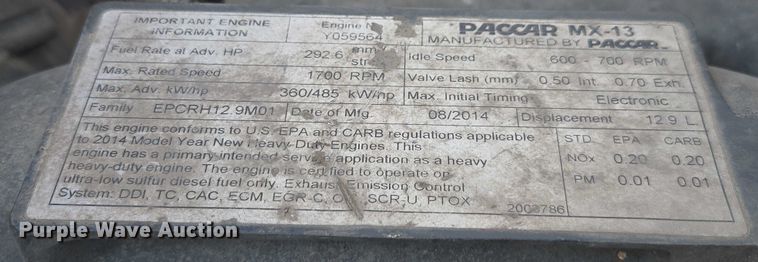 IMPORTANT ENGINE INFORMATION
Engine
Y059564
PACCAR MX-13
MANUFACTURED BY PACCAR
Fuel Rate at Adv. HP 292.6 mm
Idle Speed 600 - 700 RPM
Max. Rated Speed 1700 RPM
Valve Lash (mm) 0.50 Int. 0.70 Exh.
Max. Adv. kW/hp 360/485 kW/hp
Max. Initial Timing Electronic
Family EPCRH12.9M01 Date of Mfg. 08/2014 Displacement 12.9 L.
This engine conforms to U.S. EPA and CARB regulations applicable
to 2014 Model Year New Heavy-Duty Engines. This
engine has a primary intended service application as a heavy
heavy-duty engine. The engine is certified to operate on
ultra-low sulfur diesel fuel only. Exhaust Emission Control
System: DDI, TC, CAC, ECM, EGR-C, SCR-U, PTOX
STD. EPA CARB
NOx 0.20 0.20
PM 0.01 0.01
Purple Wave Auction